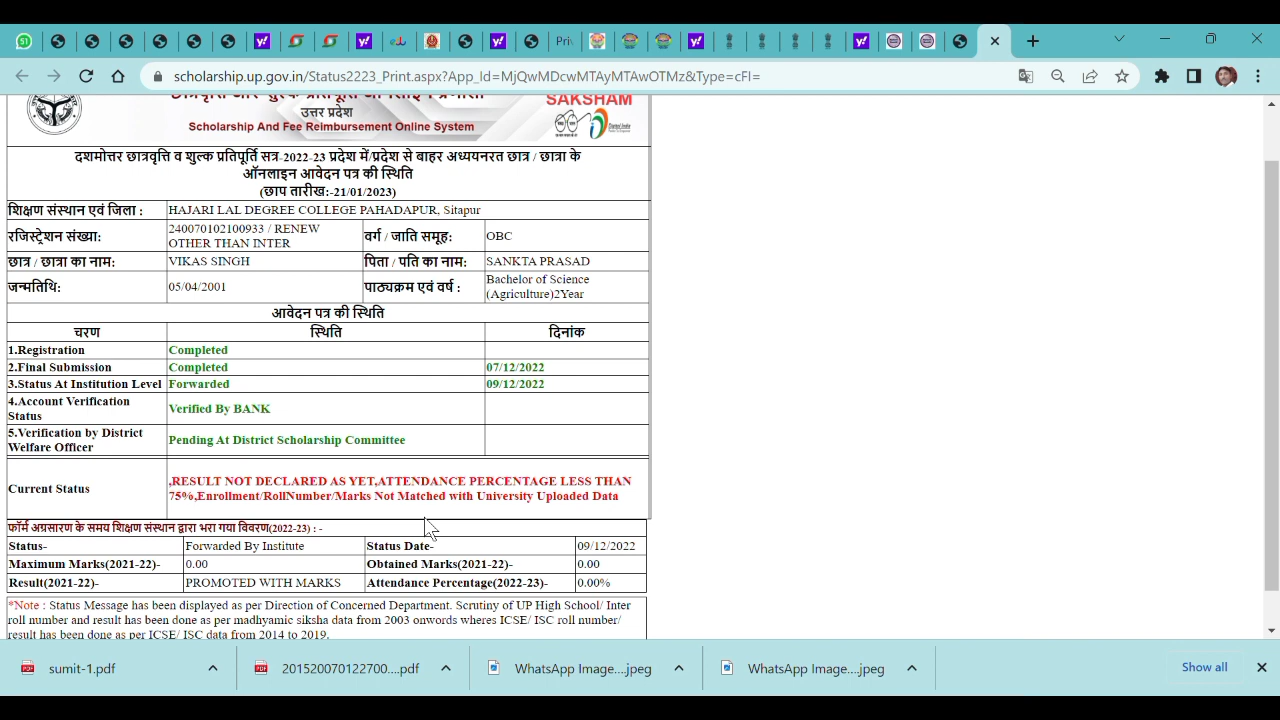 scholarship.up.gov.in/Status2223_Print.aspx?App_Id=MjQwMDcwMTAyMTAwOTMz&Type=cFI=
उत्तर प्रदेश
Scholarship And Fee Reimbursement Online System
SAKSHAM
दशमोत्तर छात्रवृत्ति व शुल्क प्रतिपूर्ति सत्र-2022-23 प्रदेश में/प्रदेश से बाहर अध्ययनरत छात्र / छात्रा के
ऑनलाइन आवेदन पत्र की स्थिति
(छाप तारीख:-21/01/2023)
शिक्षण संस्थान एवं जिला : HAJARI LAL DEGREE COLLEGE PAHADAPUR, Sitapur
रजिस्ट्रेशन संख्या: 240070102100933 / RENEW OTHER THAN INTER वर्ग / जाति समूह: OBC
छात्र / छात्रा का नाम: VIKAS SINGH पिता / पति का नाम: SANKTA PRASAD
जन्मतिथि: 05/04/2001 पाठ्यक्रम एवं वर्ष : Bachelor of Science (Agriculture)2Year
आवेदन पत्र की स्थिति
चरण स्थिति दिनांक
1.Registration Completed
2.Final Submission Completed 07/12/2022
3.Status At Institution Level Forwarded 09/12/2022
4.Account Verification Status Verified By BANK
5.Verification by District Welfare Officer Pending At District Scholarship Committee
Current Status ,RESULT NOT DECLARED AS YET,ATTENDANCE PERCENTAGE LESS THAN
75%,Enrollment/RollNumber/Marks Not Matched with University Uploaded Data
फॉर्म अग्रसारण के समय शिक्षण संस्थान द्वारा भरा गया विवरण(2022-23) : -
Status- Forwarded By Institute Status Date- 09/12/2022
Maximum Marks(2021-22)- 0.00 Obtained Marks(2021-22)- 0.00
Result(2021-22)- PROMOTED WITH MARKS Attendance Percentage(2022-23)- 0.00%
*Note : Status Message has been displayed as per Direction of Concerned Department. Scrutiny of UP High School/ Inter
roll number and result has been done as per madhyamic siksha data from 2003 onwords wheres ICSE/ ISC roll number/
result has been done as per ICSE/ ISC data from 2014 to 2019.
sumit-1.pdf 201520070122700....pdf WhatsApp Image....jpeg WhatsApp Image....jpeg Show all